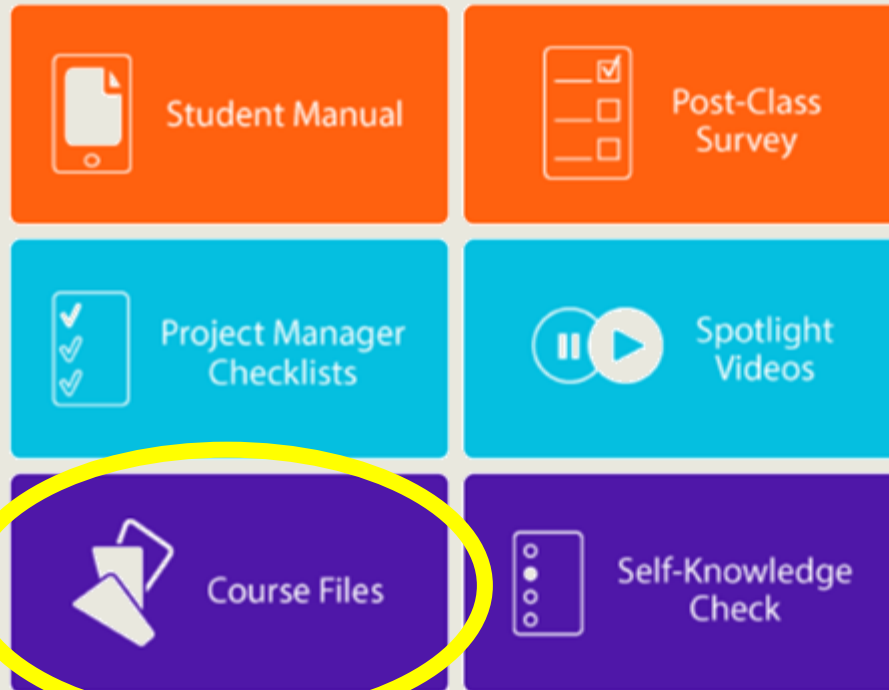 Student Manual
Post-Class
Survey
Project Manager
Checklists
Spotlight
Videos
Course Files
Self-Knowledge
Check